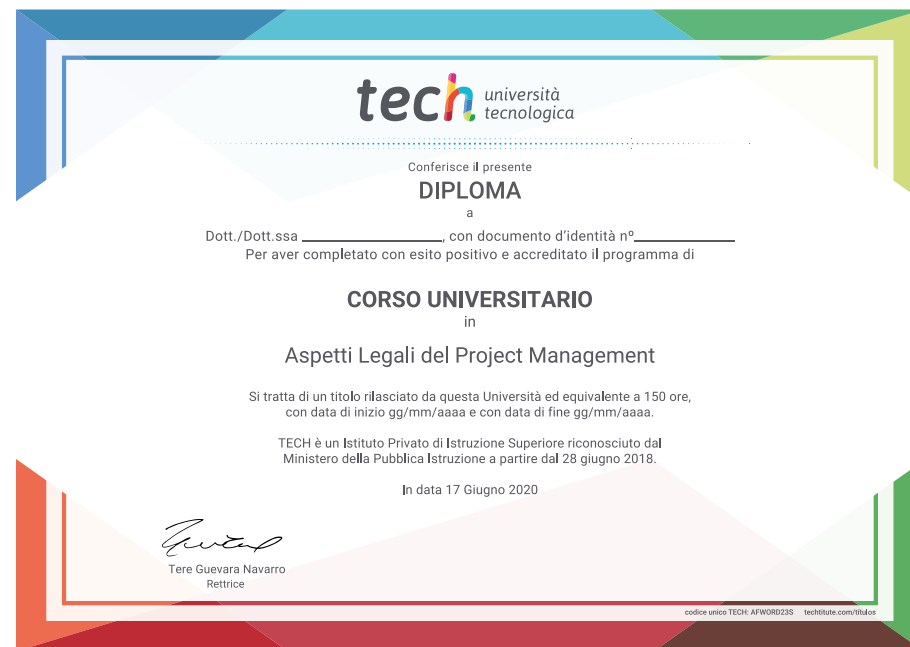 tech università
tecnologica
Conferisce il presente
DIPLOMA
a
Dott./Dott.ssa ________________, con documento d'identità nº____________
Per aver completato con esito positivo e accreditato il programma di
CORSO UNIVERSITARIO
in
Aspetti Legali del Project Management
Si tratta di un titolo rilasciato da questa Università ed equivalente a 150 ore,
con data di inizio gg/mm/aaaa e con data di fine gg/mm/aaaa.
TECH è un Istituto Privato di Istruzione Superiore riconosciuto dal
Ministero della Pubblica Istruzione a partire dal 28 giugno 2018.
In data 17 Giugno 2020
Tere Guevara Navarro
Rettrice
codice unico TECH: AFWORD23S techtitute.com/títulos